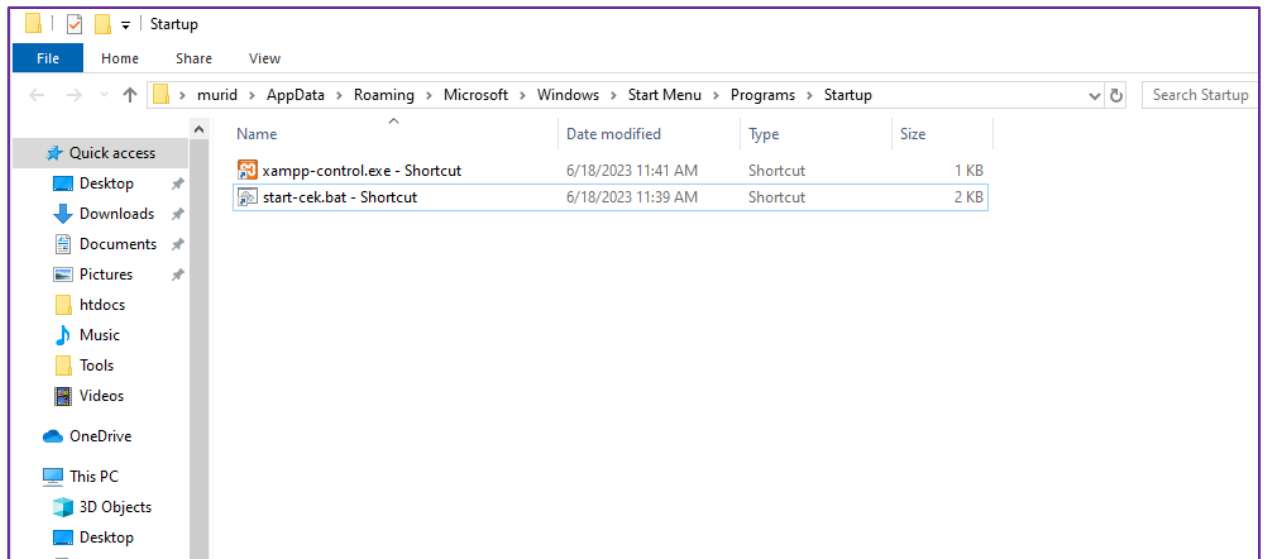 Startup
File Home Share View
murid > AppData > Roaming > Microsoft > Windows > Start Menu > Programs > Startup
Search Startup
Name Date modified Type Size
Quick access
xampp-control.exe - Shortcut 6/18/2023 11:41 AM Shortcut 1 KB
Desktop
start-cek.bat - Shortcut 6/18/2023 11:39 AM Shortcut 2 KB
Downloads
Documents
Pictures
htdocs
Music
Tools
Videos
OneDrive
This PC
3D Objects
Desktop